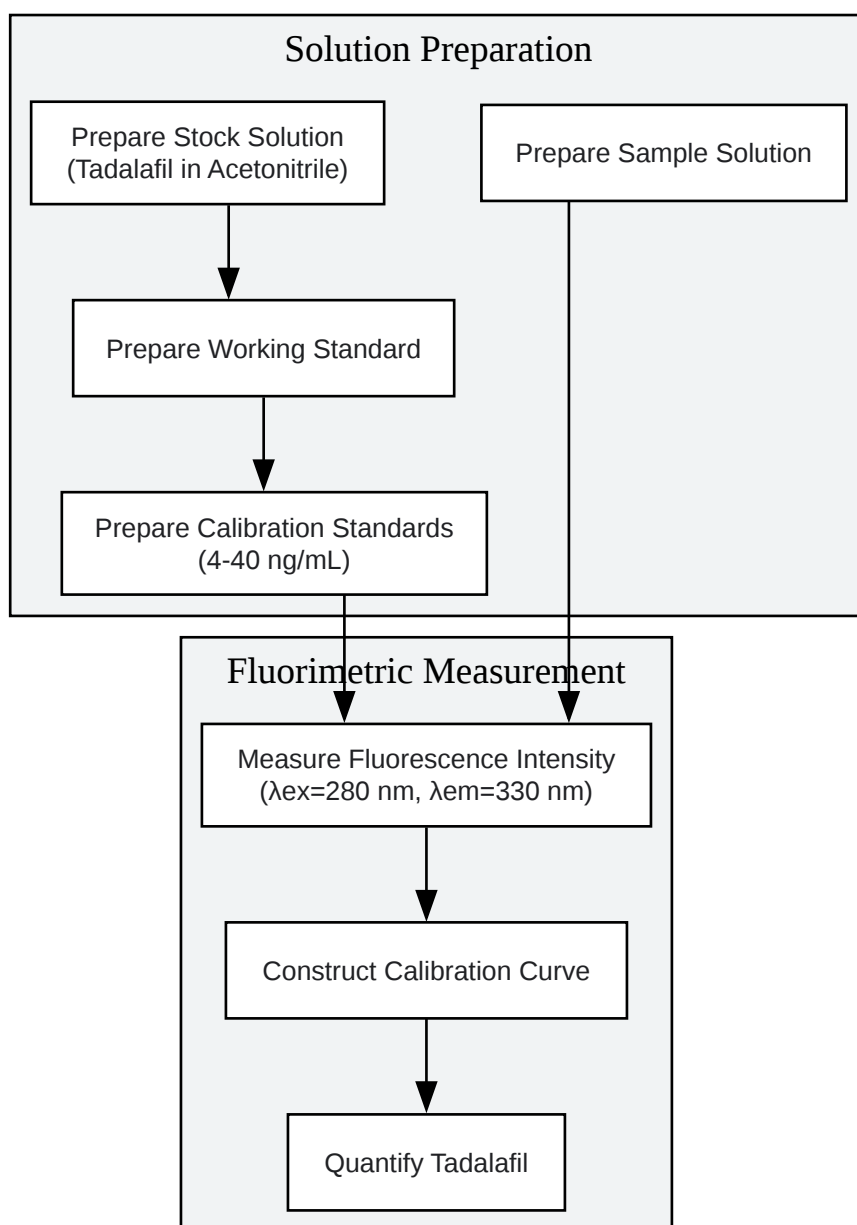 Solution Preparation
Prepare Stock Solution
(Tadalafil in Acetonitrile)
Prepare Sample Solution
Prepare Working Standard
Prepare Calibration Standards
(4-40 ng/mL)
Fluorimetric Measurement
Measure Fluorescence Intensity
(λex=280 nm, λem=330 nm)
Construct Calibration Curve
Quantify Tadalafil